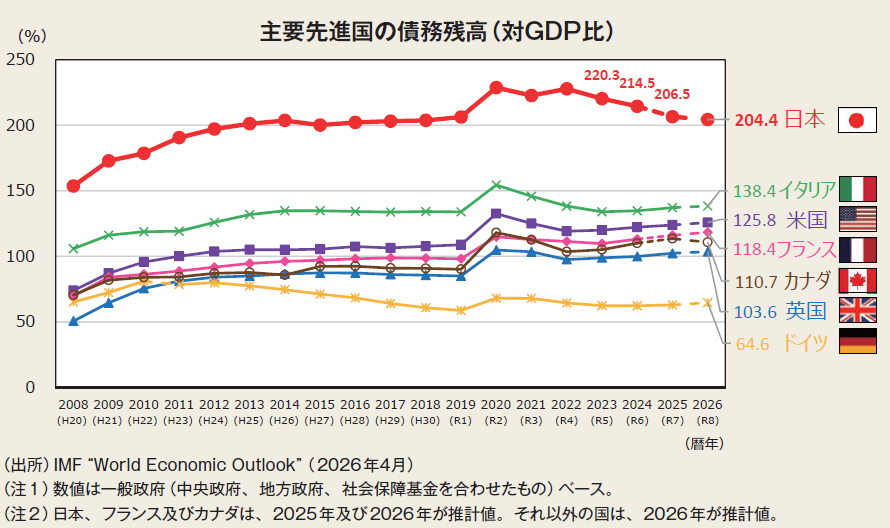 主要先進国の債務残高（対GDP比）
(%)
250
220.3 214.5
206.5
200
204.4 日本
150
138.4 イタリア
125.8 米国
118.4 フランス
100
110.7 カナダ
103.6 英国
50
64.6 ドイツ
0
2008 2009 2010 2011 2012 2013 2014 2015 2016 2017 2018 2019 2020 2021 2022 2023 2024 2025 2026
(H20) (H21) (H22) (H23) (H24) (H25) (H26) (H27) (H28) (H29) (H30) (R1) (R2) (R3) (R4) (R5) (R6) (R7) (R8)
(暦年)
（出所）IMF “World Economic Outlook”（2026年4月）
（注１）数値は一般政府（中央政府、地方政府、社会保障基金を合わせたもの）ベース。
（注２）日本、フランス及びカナダは、2025年及び2026年が推計値。それ以外の国は、2026年が推計値。